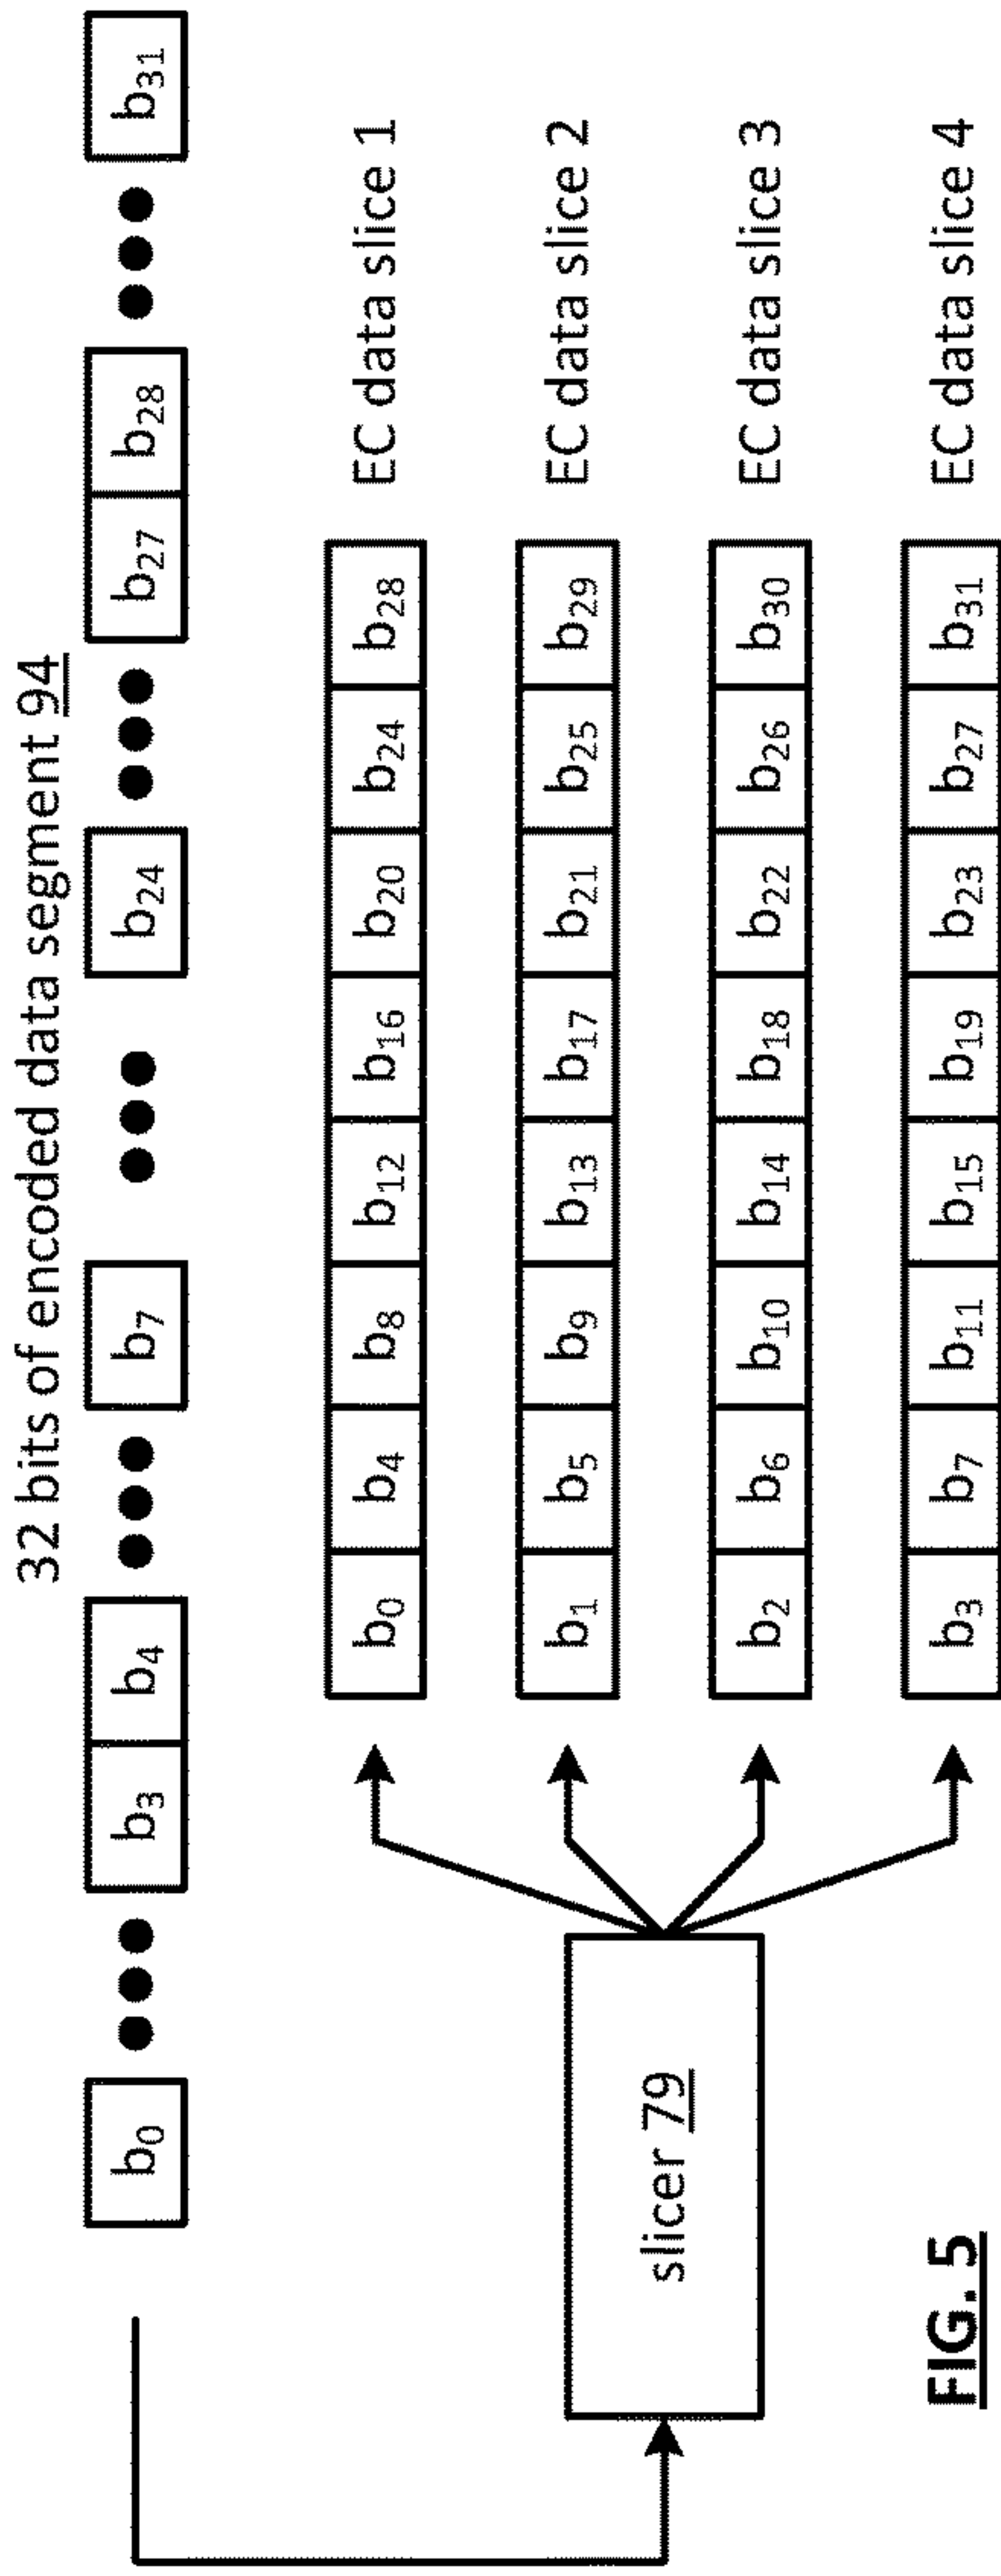 32 bits of encoded data segment 94
b0 ●●● b3 b4 ●●● b7 ●●● b24 ●●● b27 b28 ●●● b31
b0 b4 b8 b12 b16 b20 b24 b28 EC data slice 1
b1 b5 b9 b13 b17 b21 b25 b29 EC data slice 2
slicer 79
b2 b6 b10 b14 b18 b22 b26 b30 EC data slice 3
b3 b7 b11 b15 b19 b23 b27 b31 EC data slice 4
FIG. 5